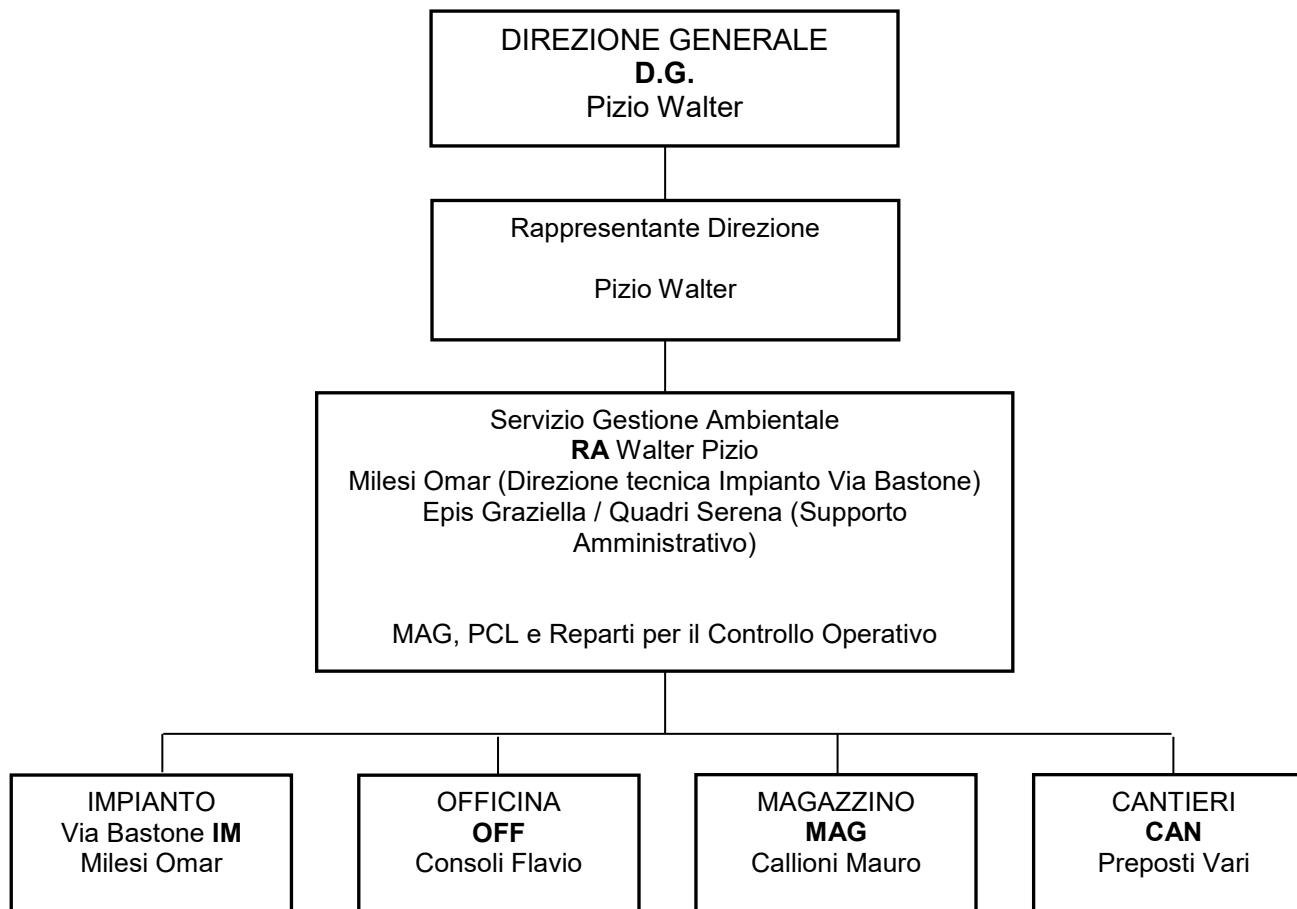 DIREZIONE GENERALE
D.G.
Pizio Walter
Rappresentante Direzione
Pizio Walter
Servizio Gestione Ambientale
RA Walter Pizio
Milesi Omar (Direzione tecnica Impianto Via Bastone)
Epis Graziella / Quadri Serena (Supporto
Amministrativo)
MAG, PCL e Reparti per il Controllo Operativo
IMPIANTO
Via Bastone IM
Milesi Omar
OFFICINA
OFF
Consoli Flavio
MAGAZZINO
MAG
Callioni Mauro
CANTIERI
CAN
Preposti Vari